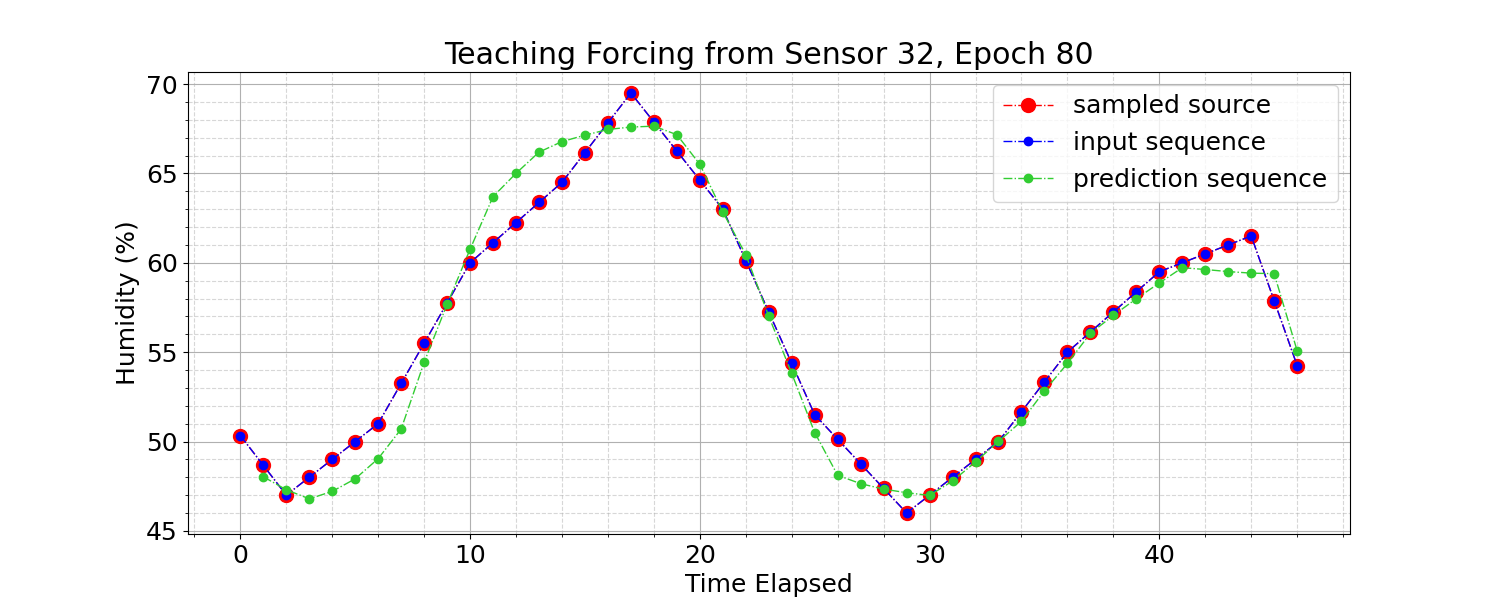 Teaching Forcing from Sensor 32, Epoch 80
70
65
60
55
50
45
Humidity (%)
sampled source
input sequence
prediction sequence
0 10 20 30 40
Time Elapsed